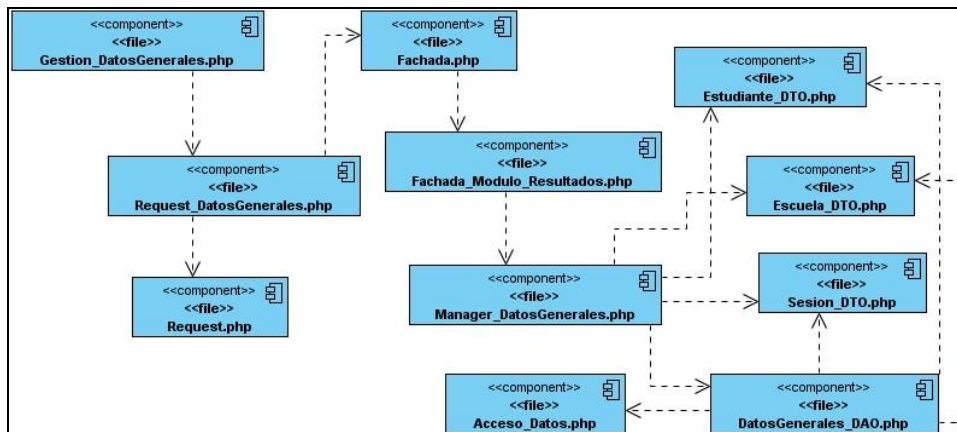 <<component>>
<<file>>
Gestion_DatosGenerales.php
<<component>>
<<file>>
Fachada.php
<<component>>
<<file>>
Estudiante_DTO.php
<<component>>
<<file>>
Request_DatosGenerales.php
<<component>>
<<file>>
Fachada_Modulo_Resultados.php
<<component>>
<<file>>
Escuela_DTO.php
<<component>>
<<file>>
Request.php
<<component>>
<<file>>
Manager_DatosGenerales.php
<<component>>
<<file>>
Sesion_DTO.php
<<component>>
<<file>>
Acceso_Datos.php
<<component>>
<<file>>
DatosGenerales_DAO.php